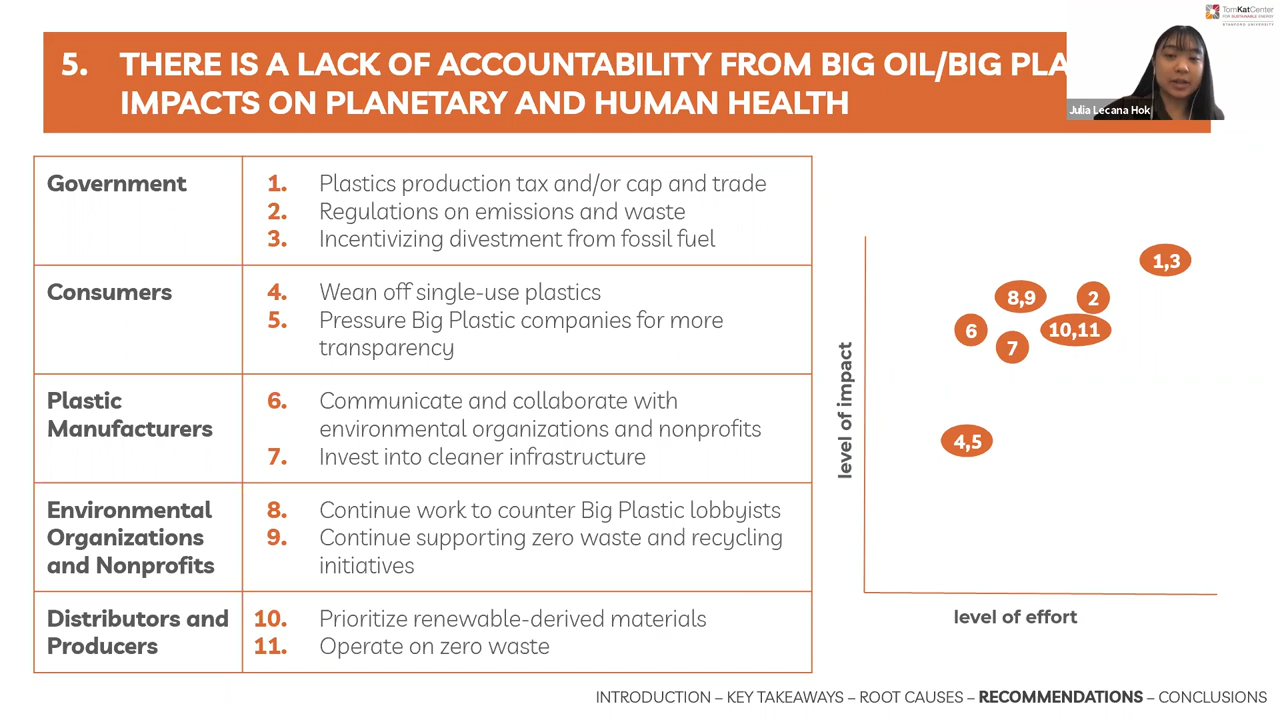 TomKatCenter
FOR SUSTAINABLE ENERGY
STANFORD UNIVERSITY
5. THERE IS A LACK OF ACCOUNTABILITY FROM BIG OIL/BIG PLA
IMPACTS ON PLANETARY AND HUMAN HEALTH
Julia Lecana Hok
Government
1. Plastics production tax and/or cap and trade
2. Regulations on emissions and waste
3. Incentivizing divestment from fossil fuel
Consumers
4. Wean off single-use plastics
5. Pressure Big Plastic companies for more
transparency
Plastic
Manufacturers
6. Communicate and collaborate with
environmental organizations and nonprofits
7. Invest into cleaner infrastructure
Environmental
Organizations
and Nonprofits
8. Continue work to counter Big Plastic lobbyists
9. Continue supporting zero waste and recycling
initiatives
Distributors and
Producers
10. Prioritize renewable-derived materials
11. Operate on zero waste
level of impact
1,3
8,9
2
6
10,11
7
4,5
level of effort
INTRODUCTION – KEY TAKEAWAYS – ROOT CAUSES – RECOMMENDATIONS – CONCLUSIONS